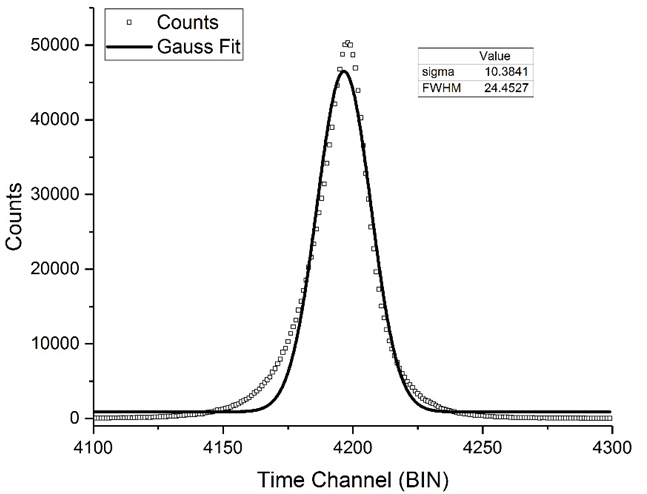 Counts
Gauss Fit
Value
sigma 10.3841
FWHM 24.4527
50000
40000
30000
20000
10000
0
Counts
4100 4150 4200 4250 4300
Time Channel (BIN)